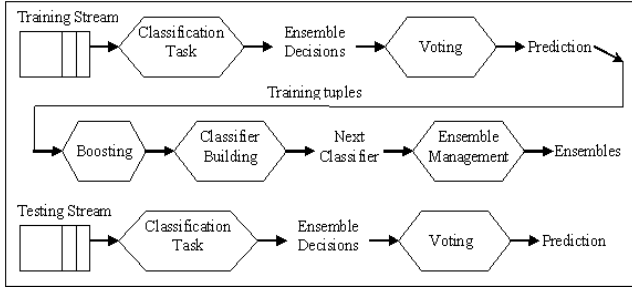 Training Stream
Classification
Task
Ensemble
Decisions
Voting
Prediction
Training tuples
Boosting
Classifier
Building
Next
Classifier
Ensemble
Management
Ensembles
Testing Stream
Classification
Task
Ensemble
Decisions
Voting
Prediction